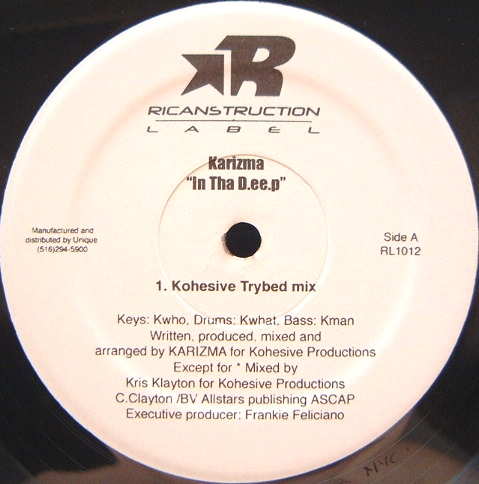 R
RICANSTRUCTION
LABEL
Karizma
"In Tha D.ee.p"
Manufactured and
distributed by Unique
(516)294-5900
Side A
RL1012
1. Kohesive Trybed mix
Keys: Kwho, Drums: Kwhat, Bass: Kman
Written, produced, mixed and
arranged by KARIZMA for Kohesive Productions
Except for * Mixed by
Kris Klayton for Kohesive Productions
C.Clayton /BV Allstars publishing ASCAP
Executive producer: Frankie Feliciano